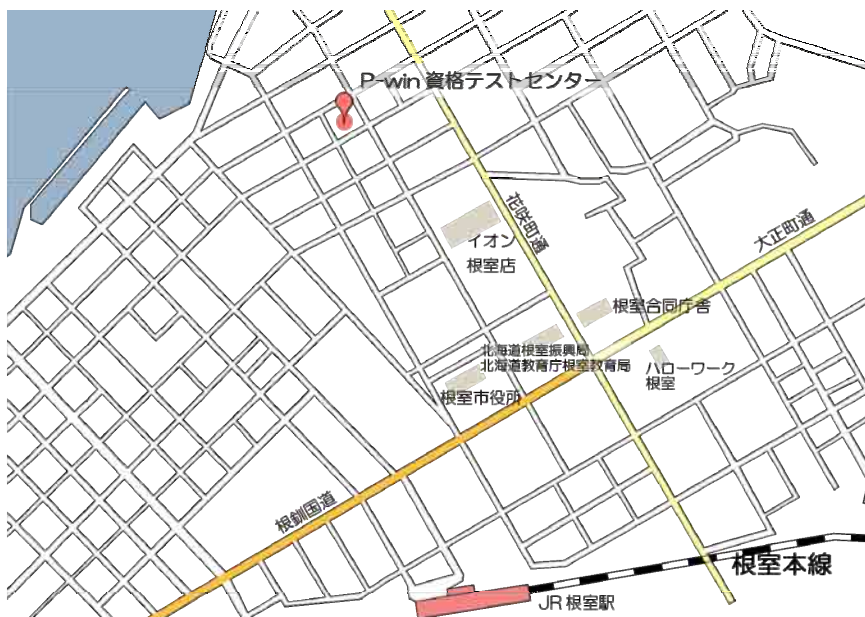 P-win 資格テストセンター
花咲町通
イオン
根室店
大正町通
根室合同庁舎
北海道根室振興局
北海道教育庁根室教育局
ハローワーク
根室
根室市役所
根釧国道
根室本線
JR 根室駅